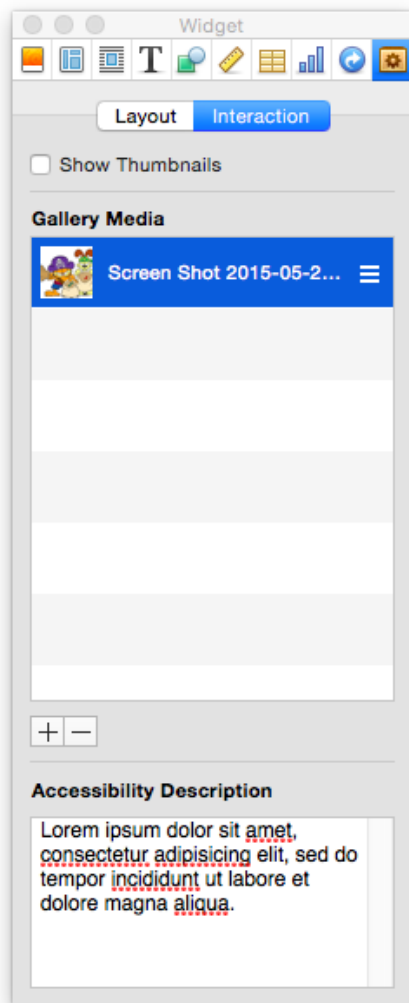 Widget
T
Layout Interaction
Show Thumbnails
Gallery Media
Screen Shot 2015-05-2...
Accessibility Description
Lorem ipsum dolor sit amet,
consectetur adipisicing elit, sed do
tempor incididunt ut labore et
dolore magna aliqua.